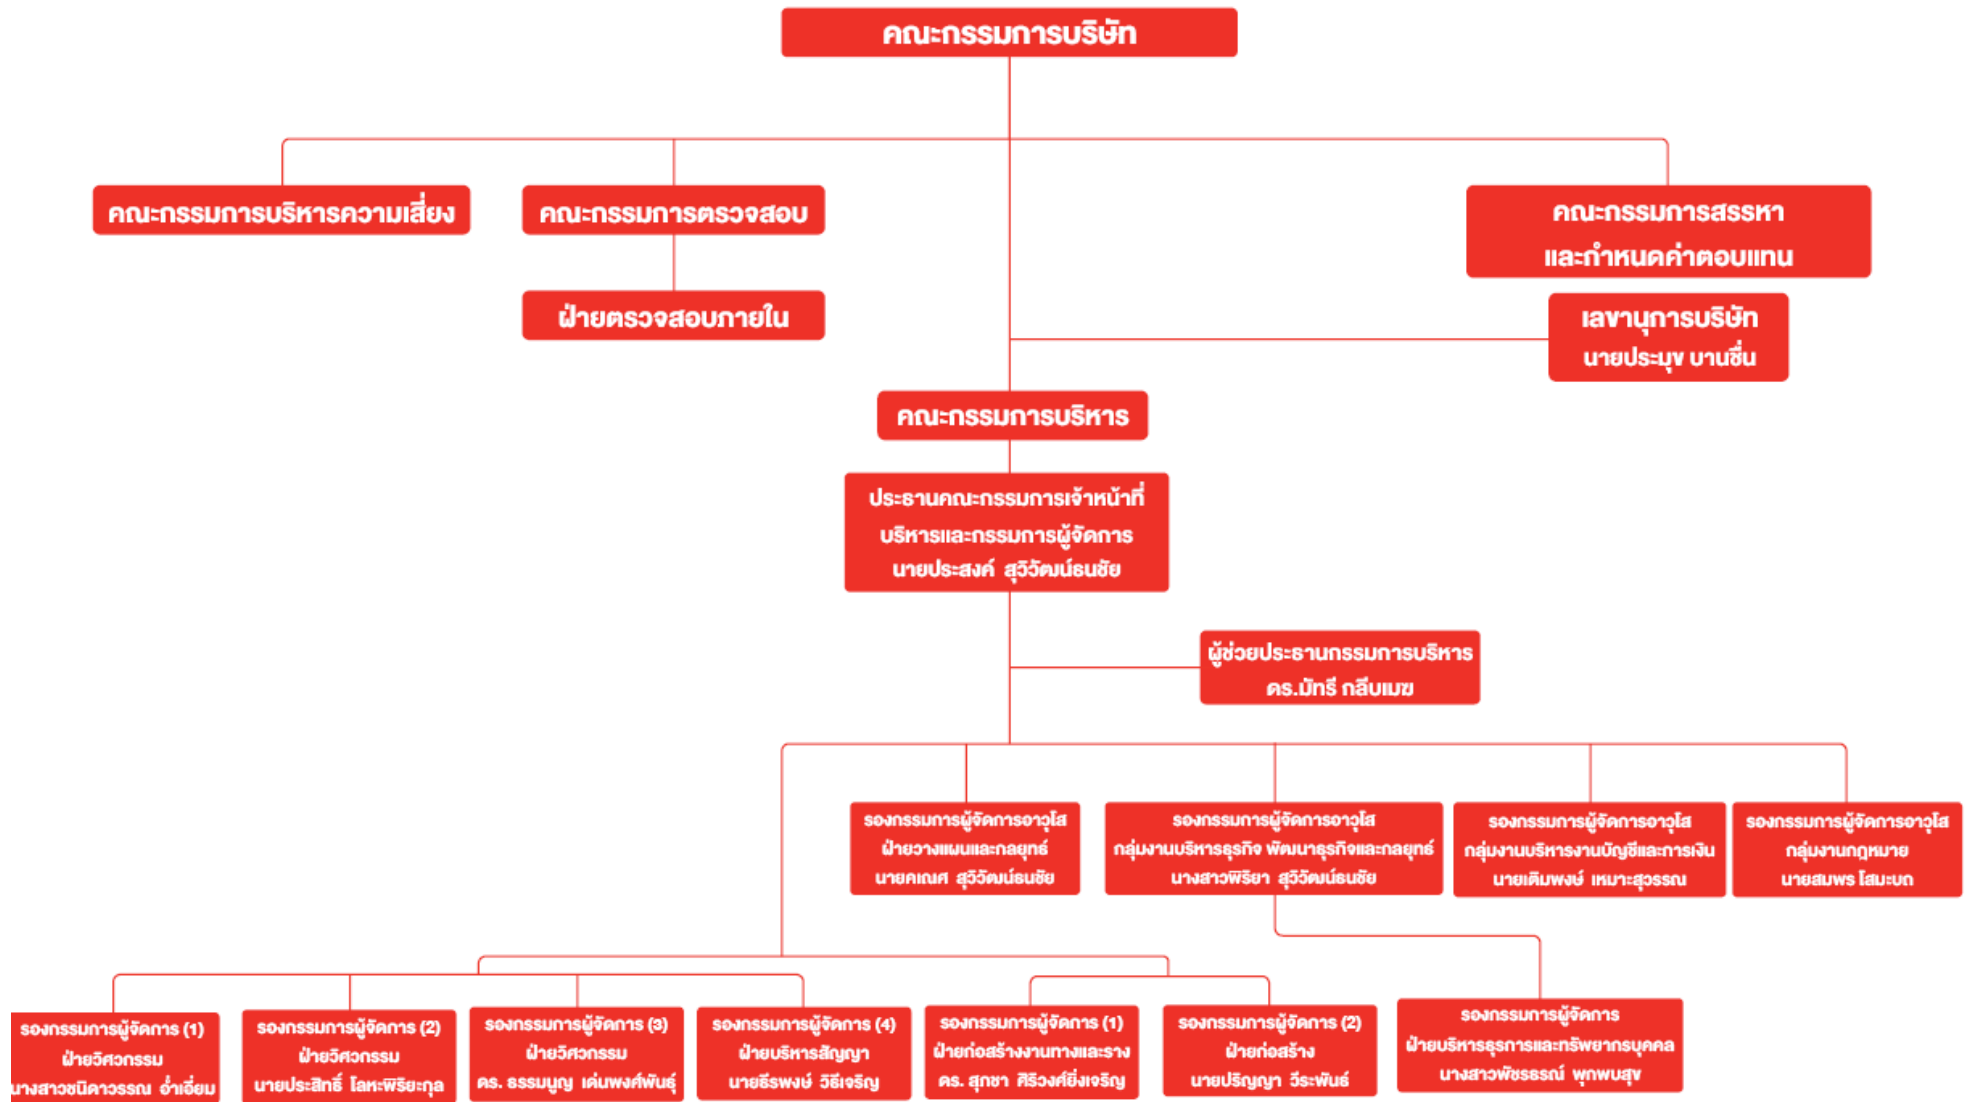 คณะกรรมการบริษัท
คณะกรรมการบริหารความเสี่ยง
คณะกรรมการตรวจสอบ
คณะกรรมการสรรหา
และกำหนดค่าตอบแทน
ฝ่ายตรวจสอบภายใน
เลขานุการบริษัท
นายประมุข บานชื่น
คณะกรรมการบริหาร
ประธานคณะกรรมการเจ้าหน้าที่
บริหารและกรรมการผู้จัดการ
นายประสงค์ สุวิวัฒน์ธนชัย
ผู้ช่วยประธานกรรมการบริหาร
ดร.มัทรี กลีบเมฆ
รองกรรมการผู้จัดการอาวุโส
ฝ่ายวางแผนและกลยุทธ์
นายคเณศ สุวิวัฒน์ธนชัย
รองกรรมการผู้จัดการอาวุโส
กลุ่มงานบริหารธุรกิจ พัฒนาธุรกิจและกลยุทธ์
นางสาวพิริยา สุวิวัฒน์ธนชัย
รองกรรมการผู้จัดการอาวุโส
กลุ่มงานบริหารงานบัญชีและการเงิน
นายเติมพงษ์ เหมาะสุวรรณ
รองกรรมการผู้จัดการอาวุโส
กลุ่มงานกฎหมาย
นายสมพร โสมะบถ
รองกรรมการผู้จัดการ (1)
ฝ่ายวิศวกรรม
นางสาวชนิดาวรรณ อ่ำเอี่ยม
รองกรรมการผู้จัดการ (2)
ฝ่ายวิศวกรรม
นายประสิทธิ์ โลหะพิริยะกุล
รองกรรมการผู้จัดการ (3)
ฝ่ายวิศวกรรม
ดร. ธรรมนูญ เด่นพงศ์พันธุ์
รองกรรมการผู้จัดการ (4)
ฝ่ายบริหารสัญญา
นายธีรพงษ์ วิธีเจริญ
รองกรรมการผู้จัดการ (1)
ฝ่ายก่อสร้างงานทางและราง
ดร. สุกชา ศิริวงศ์ยิ่งเจริญ
รองกรรมการผู้จัดการ (2)
ฝ่ายก่อสร้าง
นายปริญญา วีระพันธ์
รองกรรมการผู้จัดการ
ฝ่ายบริหารธุรการและทรัพยากรบุคคล
นางสาวพัชรธรณ์ พุกพบสุข